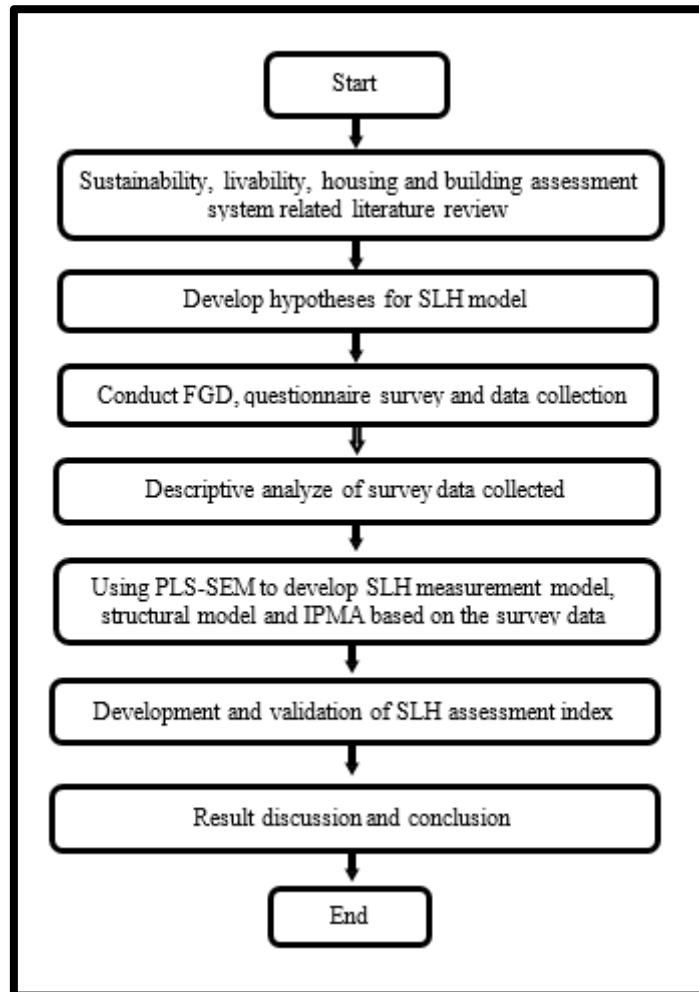 Start
Sustainability, livability, housing and building assessment
system related literature review
Develop hypotheses for SLH model
Conduct FGD, questionnaire survey and data collection
Descriptive analyze of survey data collected
Using PLS-SEM to develop SLH measurement model,
structural model and IPMA based on the survey data
Development and validation of SLH assessment index
Result discussion and conclusion
End